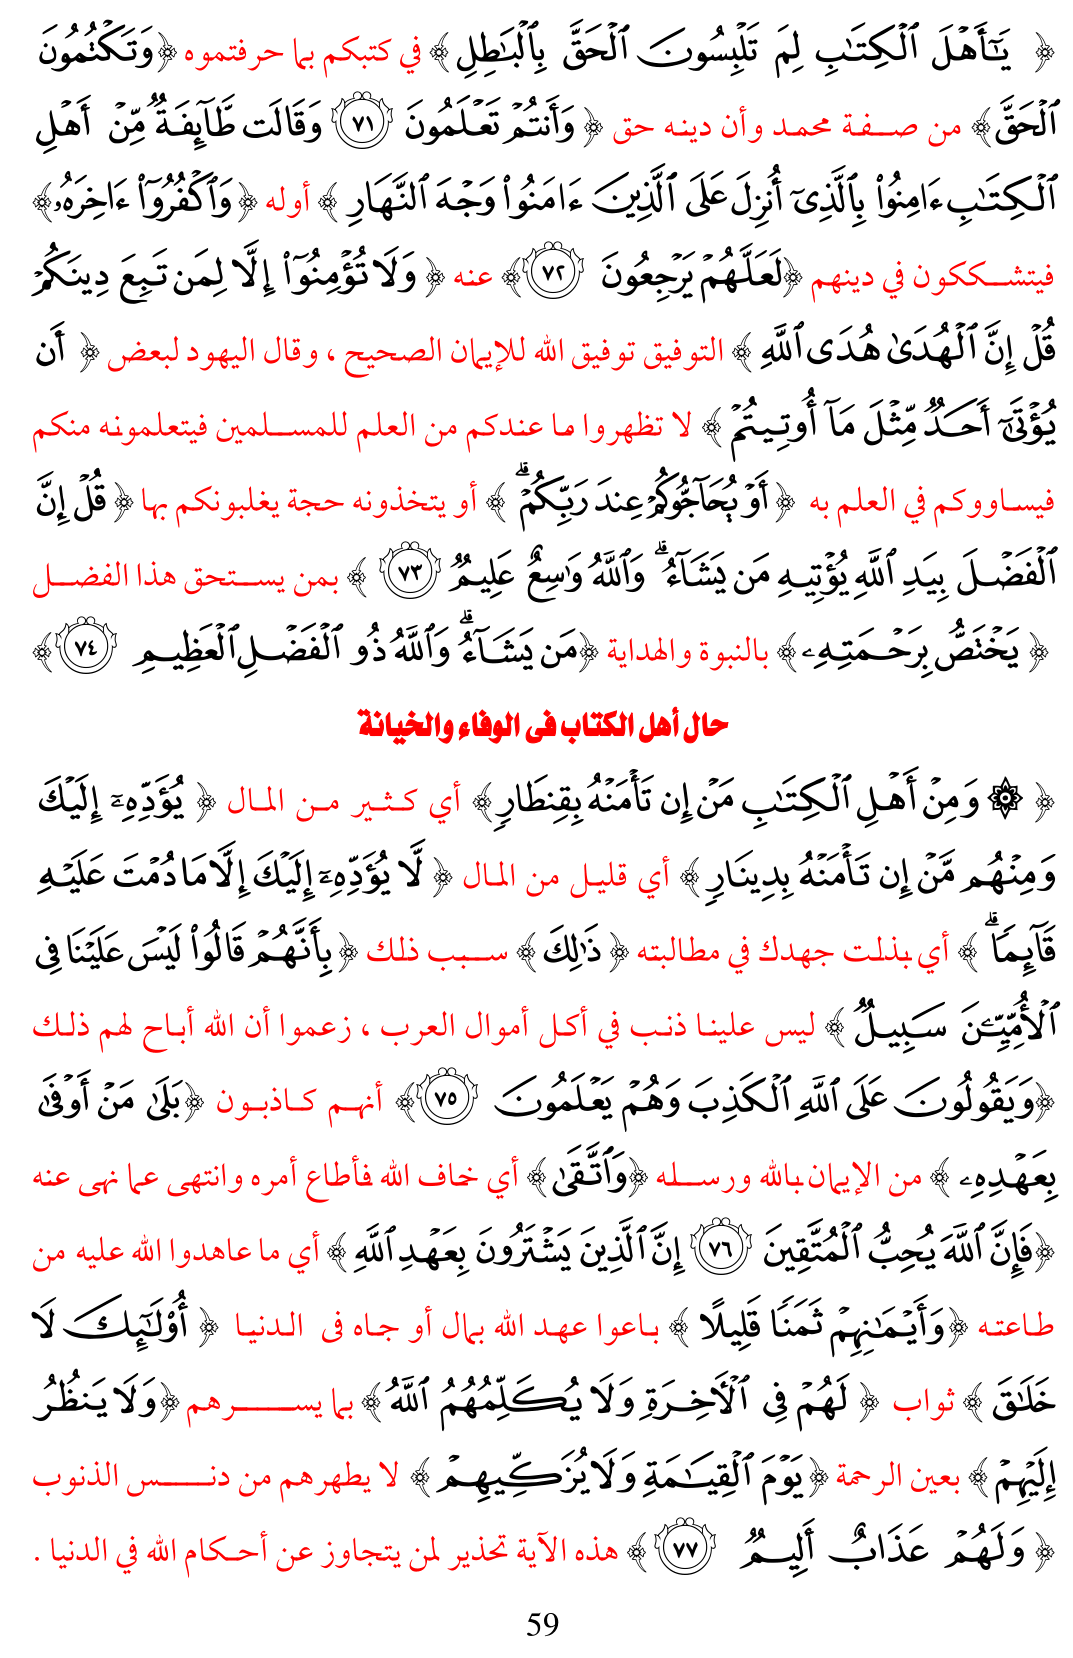 ﴿ يَٰٓأَهۡلَ ٱلۡكِتَٰبِ لِمَ تَلۡبِسُونَ ٱلۡحَقَّ بِٱلۡبَٰطِلِ﴾ في كتبكم بما حرفتموه ﴿وَتَكۡتُمُونَ
ٱلۡحَقَّ﴾ من صفة محمد وأن دينه حق ﴿ وَأَنتُمۡ تَعۡلَمُونَ ٧١ وَقَالَت طَّآئِفَةٞ مِّنۡ أَهۡلِ
ٱلۡكِتَٰبِ ءَامِنُواْ بِٱلَّذِيٓ أُنزِلَ عَلَى ٱلَّذِينَ ءَامَنُواْ وَجۡهَ ٱلنَّهَارِ ﴾ أوله ﴿ وَٱكۡفُرُوٓاْ ءَاخِرَهُۥ﴾
فيتشككون في دينهم ﴿لَعَلَّهُمۡ يَرۡجِعُونَ ٧٢﴾ عنه ﴿ وَلَا تُؤۡمِنُوٓاْ إِلَّا لِمَن تَبِعَ دِينَكُمۡ
قُلۡ إِنَّ ٱلۡهُدَىٰ هُدَى ٱللَّهِ ﴾ التوفيق توفيق الله للإيمان الصحيح ، وقال اليهود لبعض ﴿ أَن
يُؤۡتَىٰٓ أَحَدٞ مِّثۡلَ مَآ أُوتِيتُمۡ ﴾ لا تظهروا ما عندكم من العلم للمسلمين فيتعلمونه منكم
فيساووكم في العلم به ﴿ أَوۡ يُحَآجُّوكُمۡ عِندَ رَبِّكُمۡۗ ﴾ أو يتخذونه حجة يغلبونكم بها ﴿ قُلۡ إِنَّ
ٱلۡفَضۡلَ بِيَدِ ٱللَّهِ يُؤۡتِيهِ مَن يَشَآءُۗ وَٱللَّهُ وَٰسِعٌ عَلِيمٞ ٧٣ ﴾ بمن يستحق هذا الفضل
﴿ يَخۡتَصُّ بِرَحۡمَتِهِۦ﴾ بالنبوة والهداية ﴿مَن يَشَآءُۗ وَٱللَّهُ ذُو ٱلۡفَضۡلِ ٱلۡعَظِيمِ ٧٤ ﴾
حال أهل الكتاب فى الوفاء والخيانة
﴿ ۞ وَمِنۡ أَهۡلِ ٱلۡكِتَٰبِ مَنۡ إِن تَأۡمَنۡهُ بِقِنطَارٖ﴾ أي كثير من المال ﴿ يُؤَدِّهِۦٓ إِلَيۡكَ
وَمِنۡهُم مَّنۡ إِن تَأۡمَنۡهُ بِدِينَارٖ ﴾ أي قليل من المال ﴿ لَّا يُؤَدِّهِۦٓ إِلَيۡكَ إِلَّا مَا دُمۡتَ عَلَيۡهِ
قَآئِمٗاۗ ﴾ أي بذلت جهدك في مطالبته ﴿ ذَٰلِكَ ﴾ سبب ذلك ﴿ بِأَنَّهُمۡ قَالُواْ لَيۡسَ عَلَيۡنَا فِي
ٱلۡأُمِّيِّـۧنَ سَبِيلٞ ﴾ ليس علينا ذنب في أكل أموال العرب ، زعموا أن الله أباح لهم ذلك
﴿وَيَقُولُونَ عَلَى ٱللَّهِ ٱلۡكَذِبَ وَهُمۡ يَعۡلَمُونَ ٧٥﴾ أنهم كاذبون ﴿بَلَىٰ مَنۡ أَوۡفَىٰ
بِعَهۡدِهِۦ ﴾ من الإيمان بالله ورسله ﴿وَٱتَّقَىٰ﴾ أي خاف الله فأطاع أمره وانتهى عما نهى عنه
﴿فَإِنَّ ٱللَّهَ يُحِبُّ ٱلۡمُتَّقِينَ ٧٦ إِنَّ ٱلَّذِينَ يَشۡتَرُونَ بِعَهۡدِ ٱللَّهِ ﴾ أي ما عاهدوا الله عليه من
طاعته ﴿وَأَيۡمَٰنِهِمۡ ثَمَنٗا قَلِيلًا ﴾ باعوا عهد الله بمال أو جاه فى الدنيا ﴿ أُوْلَٰٓئِكَ لَا
خَلَٰقَ ﴾ ثواب ﴿ لَهُمۡ فِي ٱلۡأٓخِرَةِ وَلَا يُكَلِّمُهُمُ ٱللَّهُ﴾ بما يسرهم ﴿وَلَا يَنظُرُ
إِلَيۡهِمۡ ﴾ بعين الرحمة ﴿يَوۡمَ ٱلۡقِيَٰمَةِ وَلَا يُزَكِّيهِمۡ ﴾ لا يطهرهم من دنس الذنوب
﴿ وَلَهُمۡ عَذَابٌ أَلِيمٞ ٧٧ ﴾ هذه الآية تحذير لمن يتجاوز عن أحكام الله في الدنيا .
59